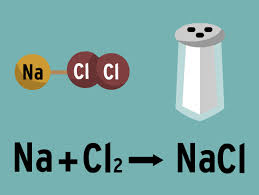 Na Cl Cl
Na + Cl₂ → NaCl